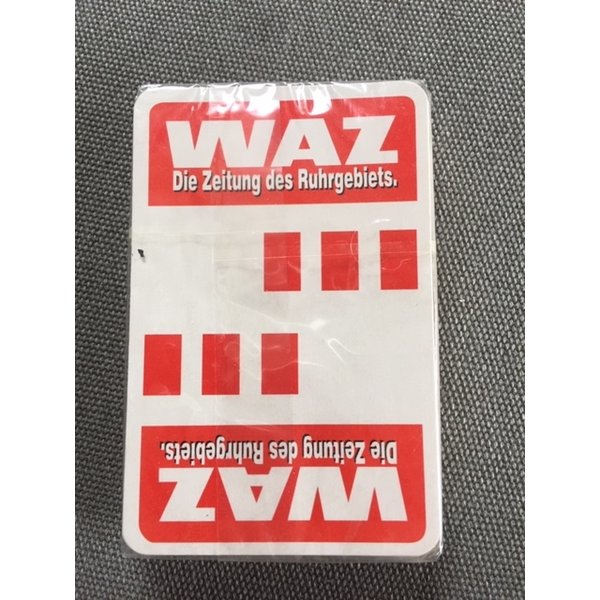 WAZ
Die Zeitung des Ruhrgebiets.
Die Zeitung des Ruhrgebiets.
WAZ